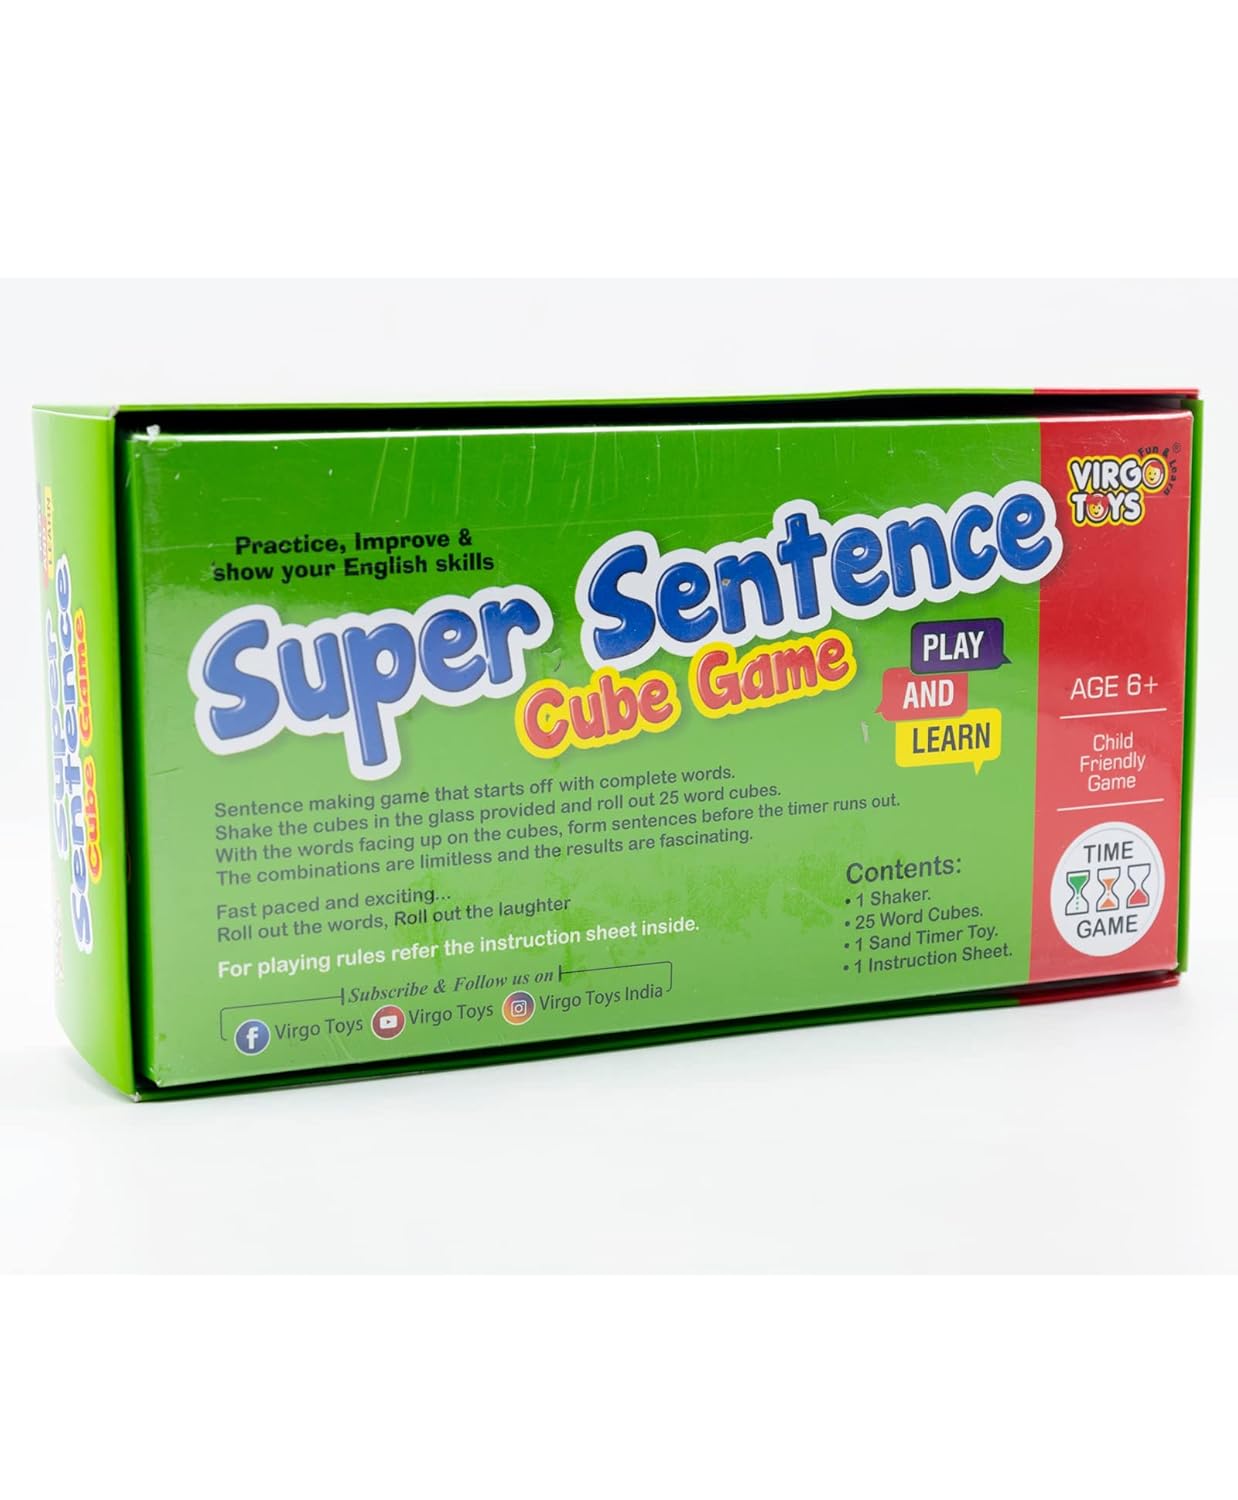 Practice, Improve &
show your English skills
Super Sentence
Cube Game
PLAY
AND
LEARN
Sentence making game that starts off with complete words.
Shake the cubes in the glass provided and roll out 25 word cubes.
With the words facing up on the cubes, form sentences before the timer runs out.
The combinations are limitless and the results are fascinating.
Fast paced and exciting...
Roll out the words, Roll out the laughter
For playing rules refer the instruction sheet inside.
Subscribe & Follow us on
Virgo Toys Virgo Toys Virgo Toys India
Contents:
• 1 Shaker.
• 25 Word Cubes.
• 1 Sand Timer Toy.
• 1 Instruction Sheet.
Fun & Learn ®
VIRGO
TOYS
AGE 6+
Child
Friendly
Game
TIME
GAME
Super
Sentence
Cube Game
LEARN